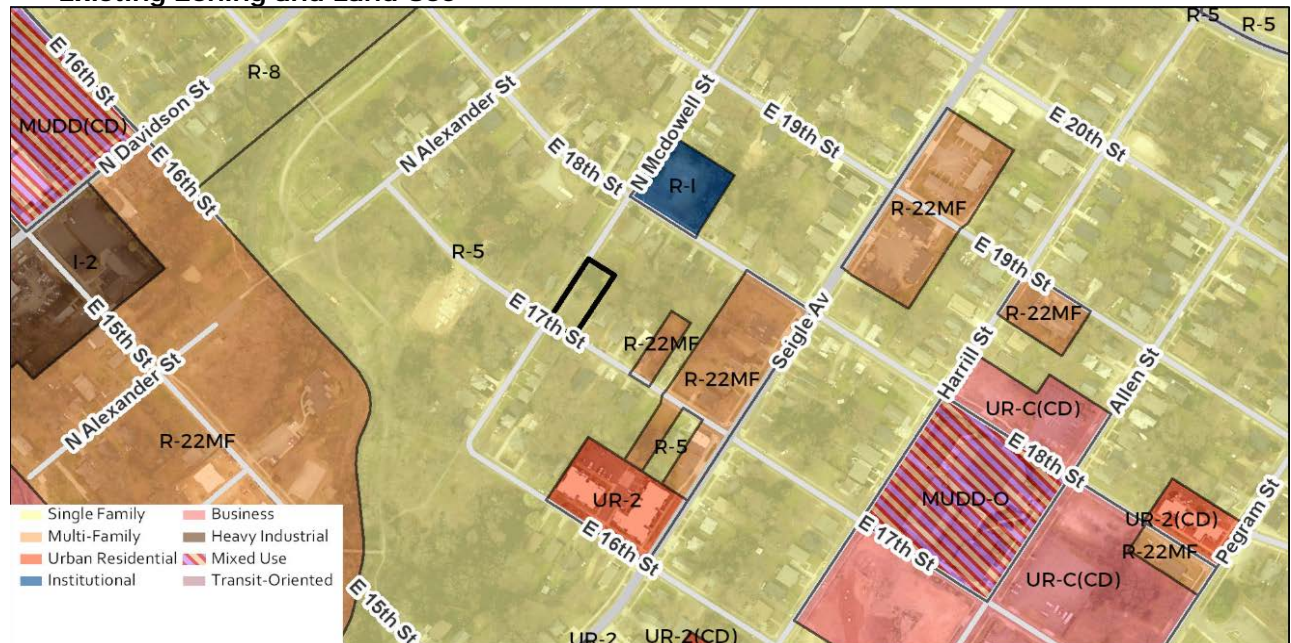 Existing Zoning and Land Use
R-5
R-5
E 16th St
R-8
MUDD(CD)
N Davidson St
E 16th St
N Alexander St
E 18th St
N Mcdowell St
E 19th St
E 20th St
R-I
R-22MF
R-5
I-2
E 19th St
E 17th St
R-22MF
R-22MF
Seigle Av
R-22MF
E 15th St
N Alexander St
Harrill St
Allen St
UR-C(CD)
R-22MF
R-5
E 18th St
UR-2
MUDD-O
UR-2(CD)
Pegram St
R-22MF
E 16th St
E 17th St
UR-C(CD)
E 15th St
UR-2
UR-2(CD)
Single Family
Multi-Family
Urban Residential
Institutional
Business
Heavy Industrial
Mixed Use
Transit-Oriented